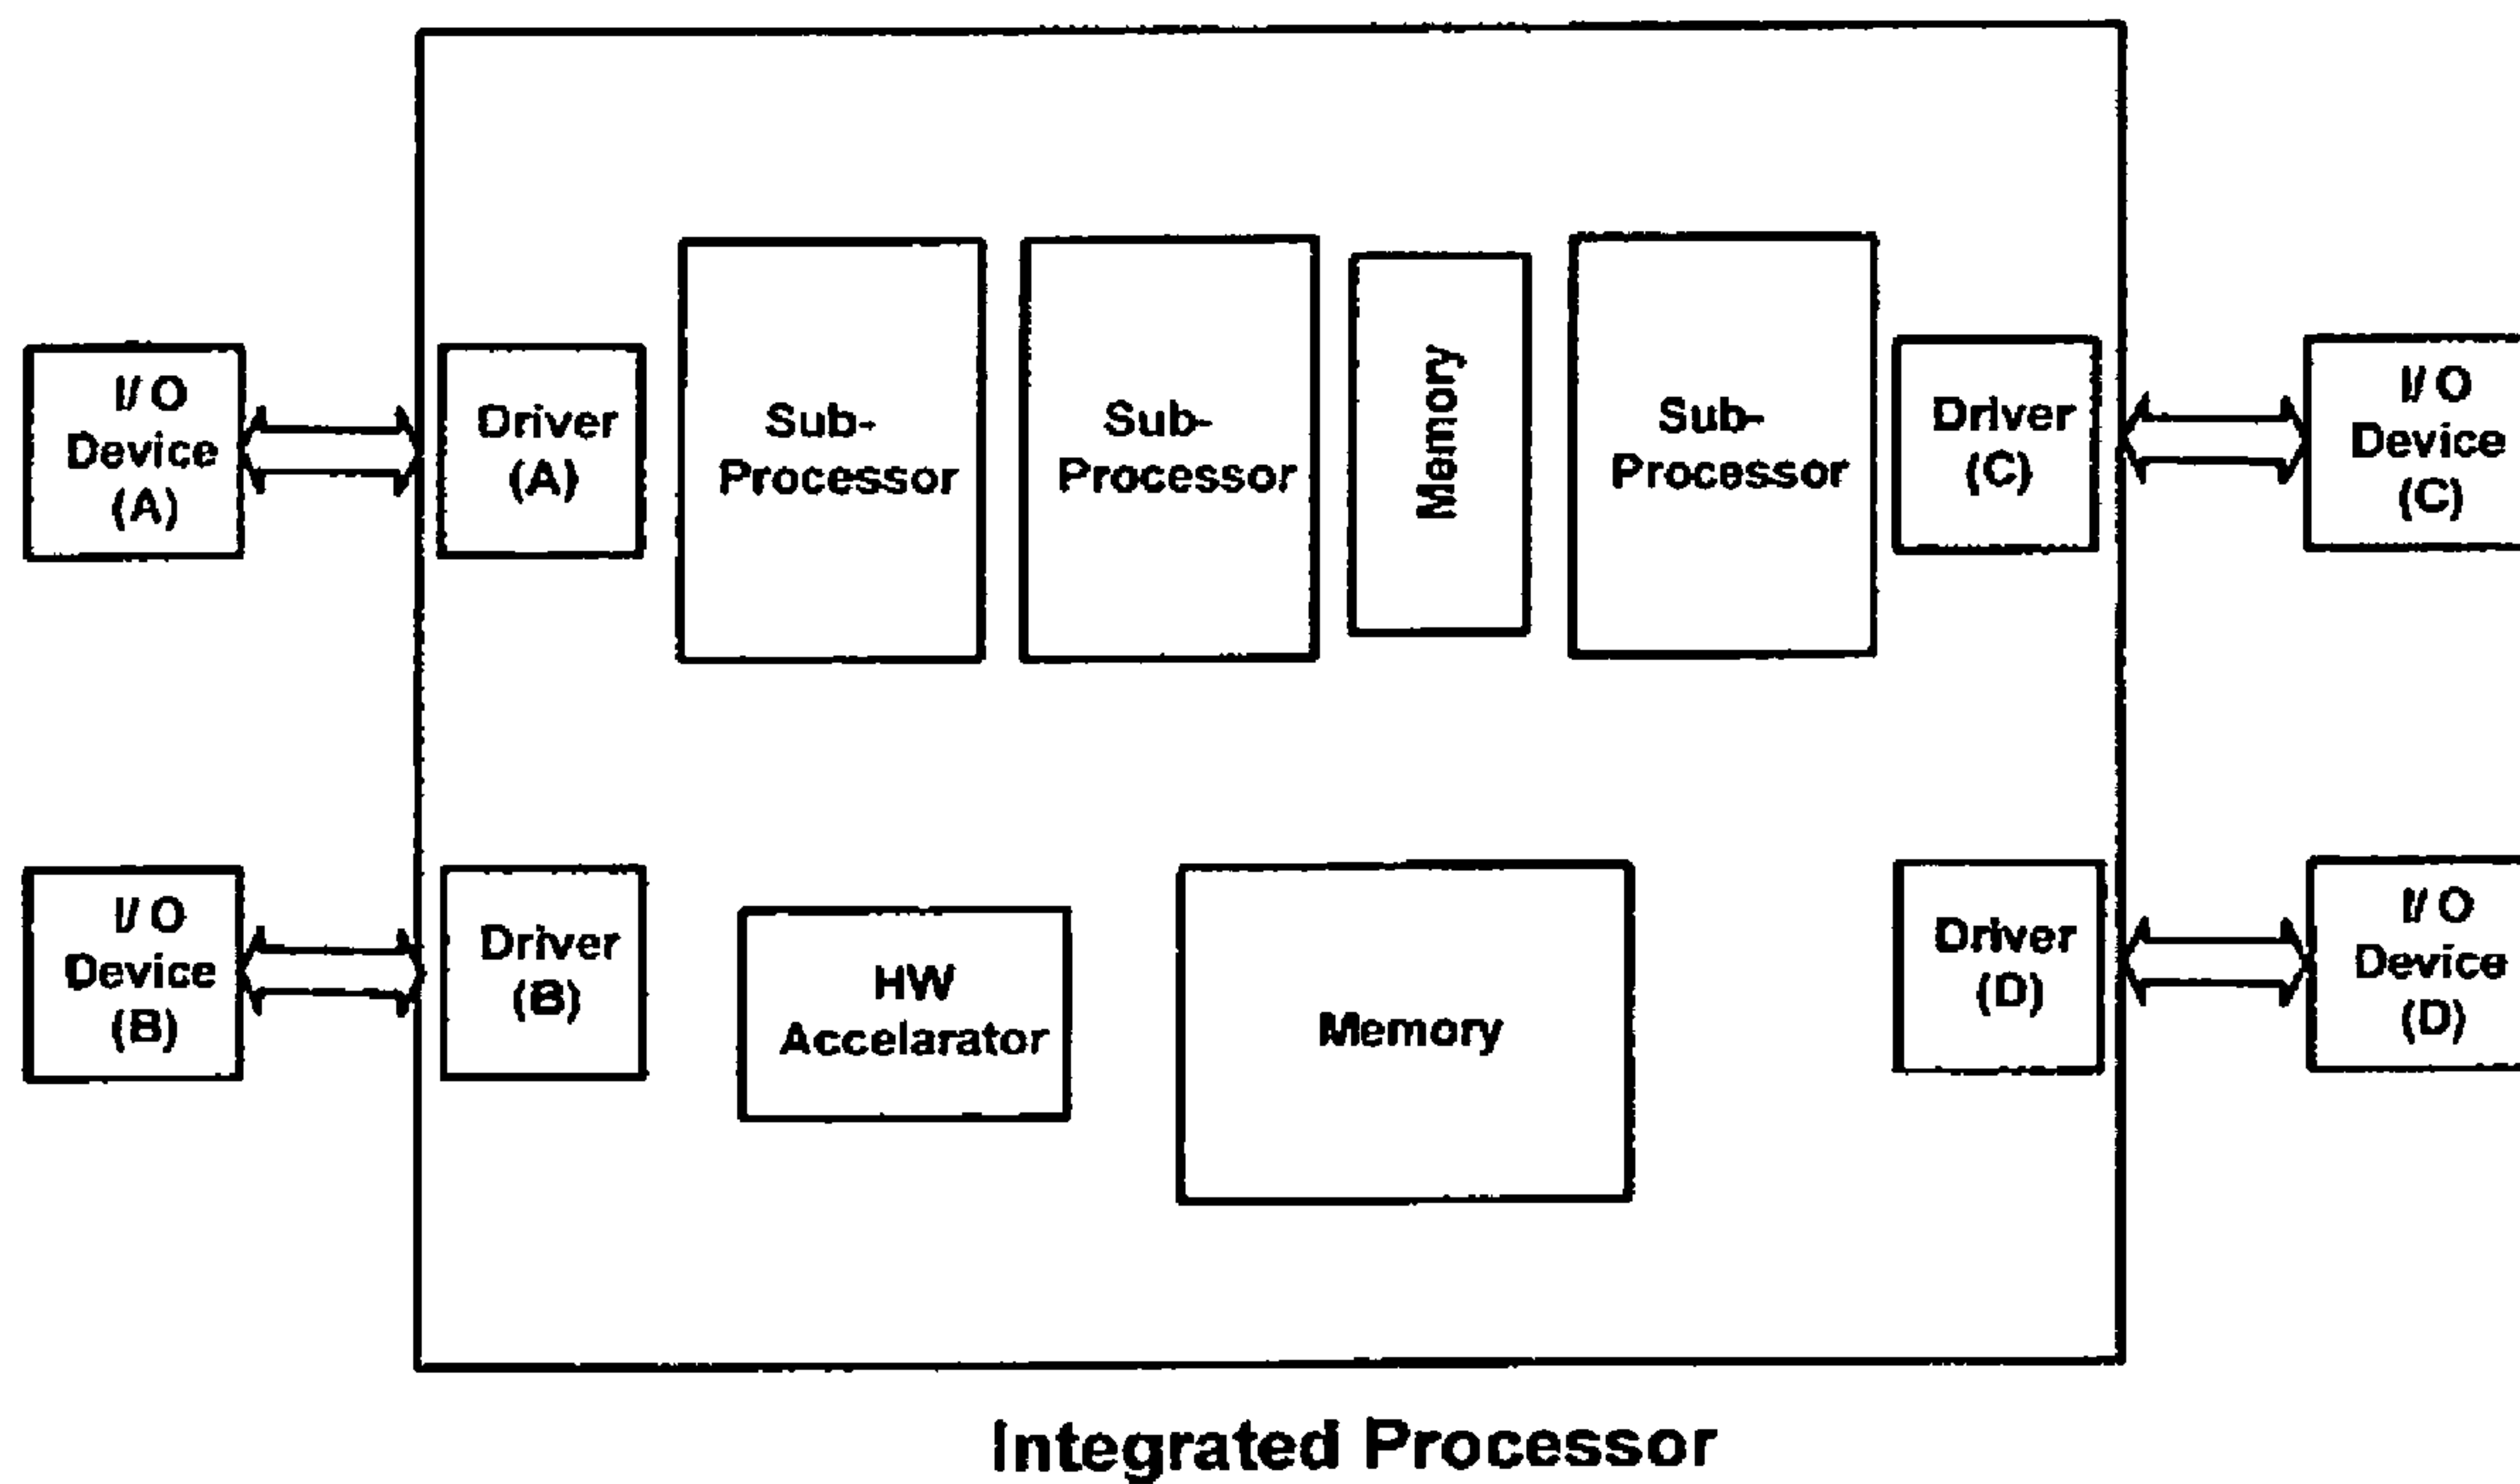 I/O
Device
(A)
Driver
(A)
Sub-
Processor
Sub-
Processor
Memory
Sub-
Processor
Driver
(C)
I/O
Device
(C)
I/O
Device
(B)
Driver
(B)
HW
Accelarator
Memory
Driver
(D)
I/O
Device
(D)
Integrated Processor